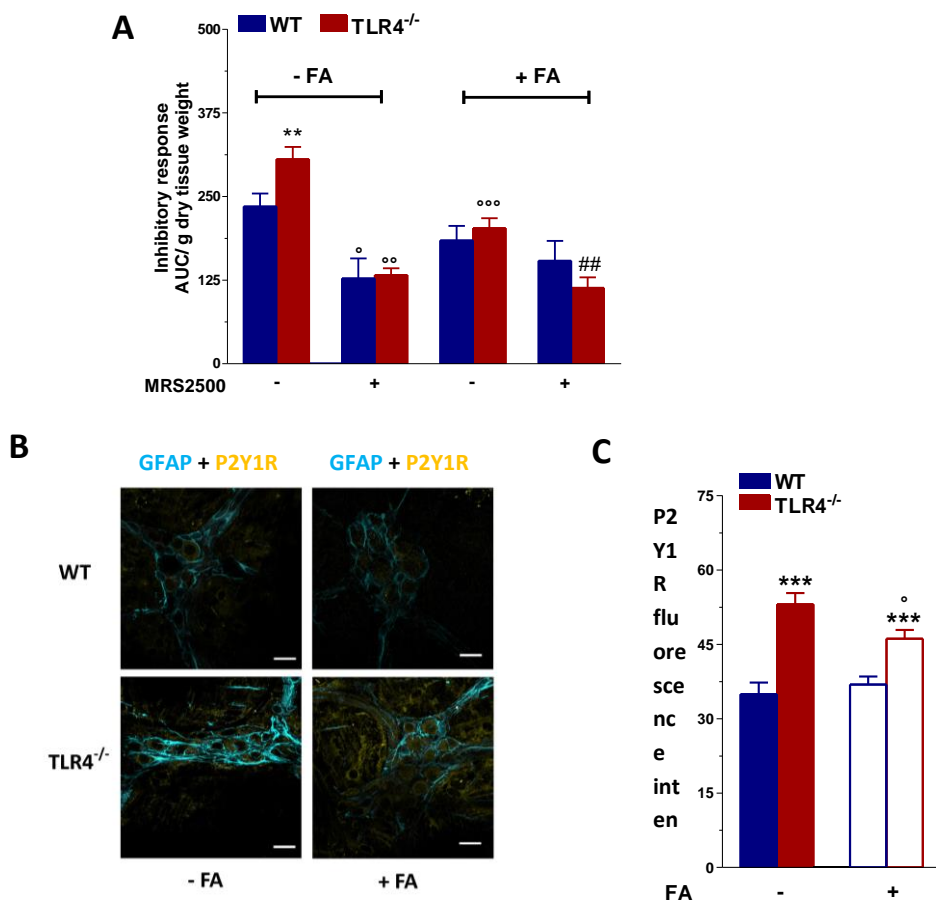 A
WT TLR4-/-
500
- FA + FA
375
**
250
°°°
° °°
##
125
0
Inhibitory response
AUC/ g dry tissue weight
MRS2500 - + - +
B
GFAP + P2Y1R GFAP + P2Y1R
WT
TLR4-/-
- FA + FA
C
WT
TLR4-/-
75
60
45
30
15
0
P2
Y1
R
flu
ore
sce
nc
e
int
en
***
°
***
FA - +